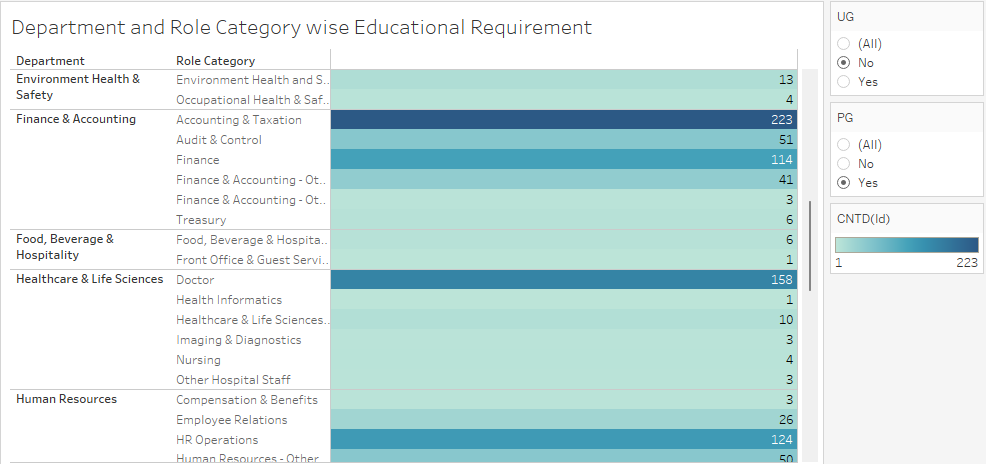 Department and Role Category wise Educational Requirement
Department Role Category
Environment Health & Safety Environment Health and S.. 13
Occupational Health & Saf.. 4
Finance & Accounting Accounting & Taxation 223
Audit & Control 51
Finance 114
Finance & Accounting - Ot.. 41
Finance & Accounting - Ot.. 3
Treasury 6
Food, Beverage & Hospitality Food, Beverage & Hospita.. 6
Front Office & Guest Servi.. 1
Healthcare & Life Sciences Doctor 158
Health Informatics 1
Healthcare & Life Sciences.. 10
Imaging & Diagnostics 3
Nursing 4
Other Hospital Staff 3
Human Resources Compensation & Benefits 3
Employee Relations 26
HR Operations 124
Human Resources - Other 50
UG
(All)
No
Yes
PG
(All)
No
Yes
CNTD(Id)
1 223